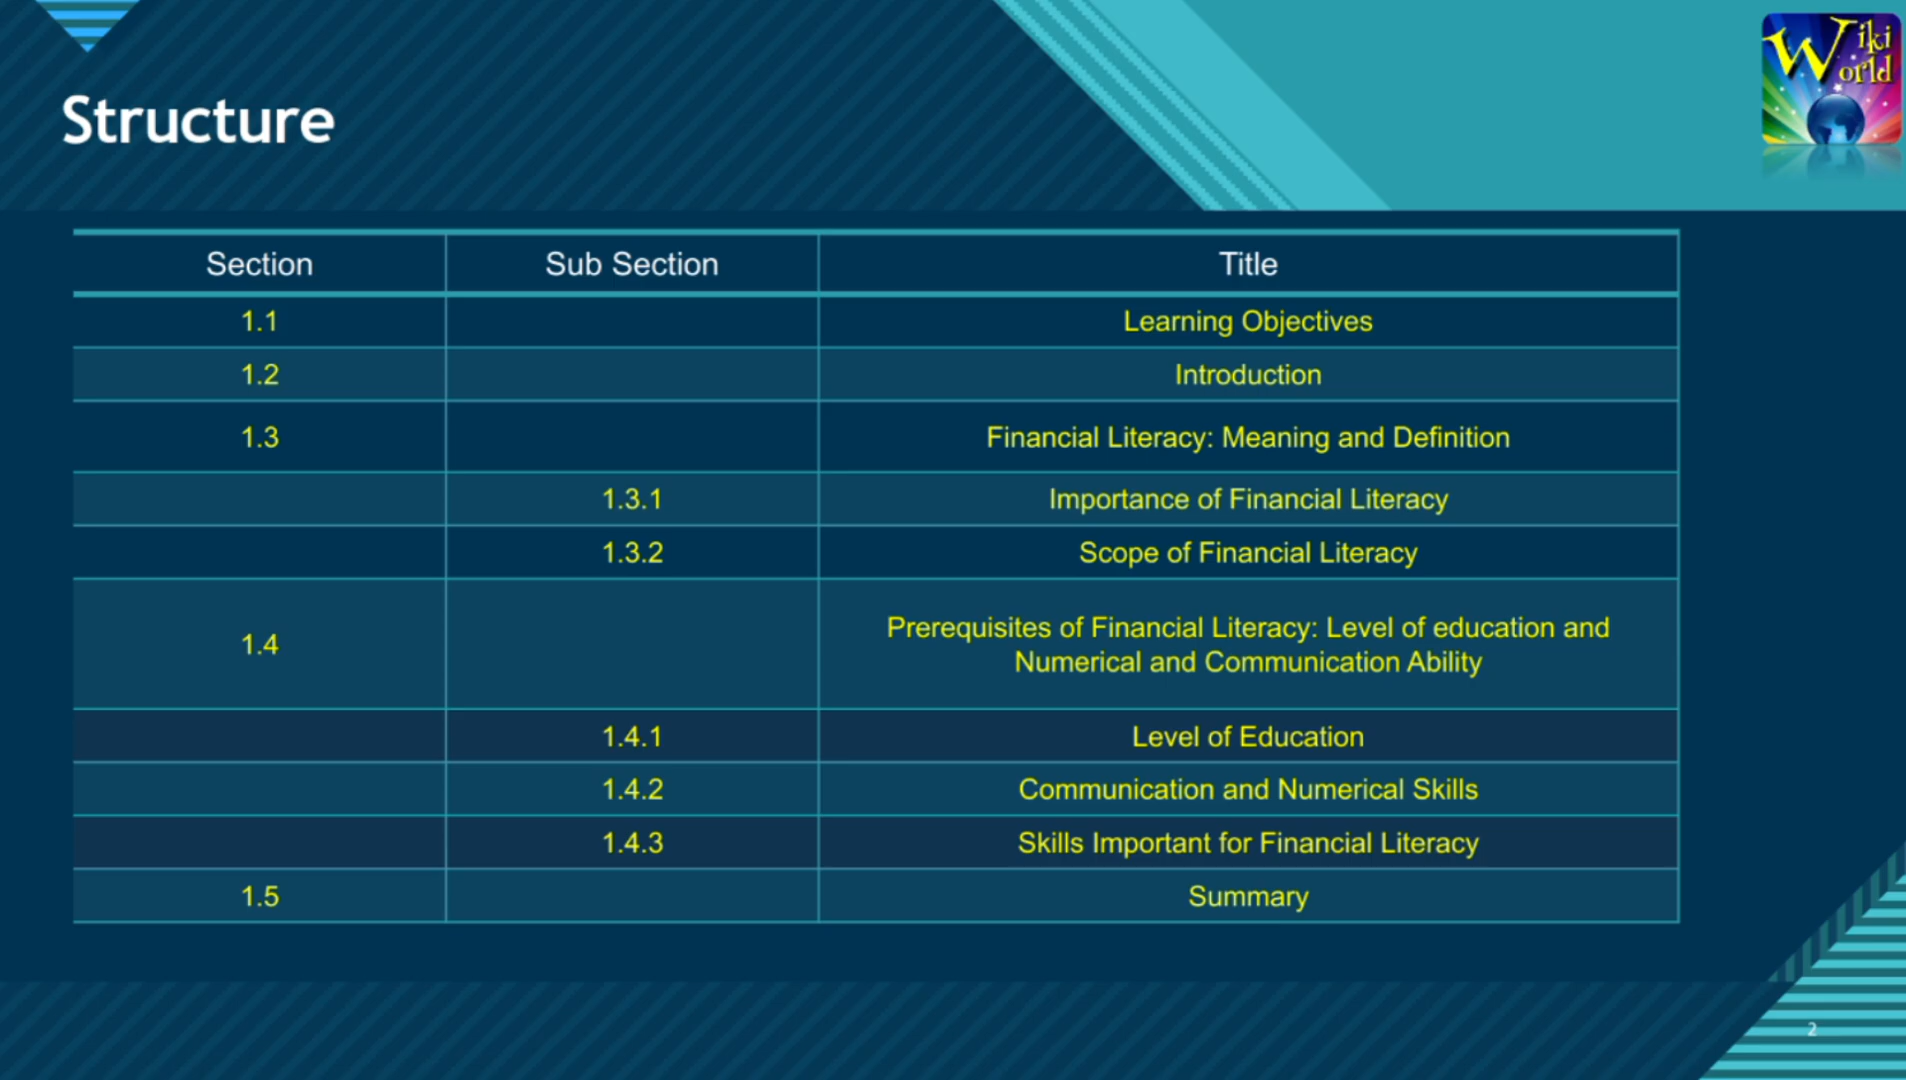 Wiki
World
Structure
Section Sub Section Title
1.1 Learning Objectives
1.2 Introduction
1.3 Financial Literacy: Meaning and Definition
1.3.1 Importance of Financial Literacy
1.3.2 Scope of Financial Literacy
1.4 Prerequisites of Financial Literacy: Level of education and
Numerical and Communication Ability
1.4.1 Level of Education
1.4.2 Communication and Numerical Skills
1.4.3 Skills Important for Financial Literacy
1.5 Summary
2